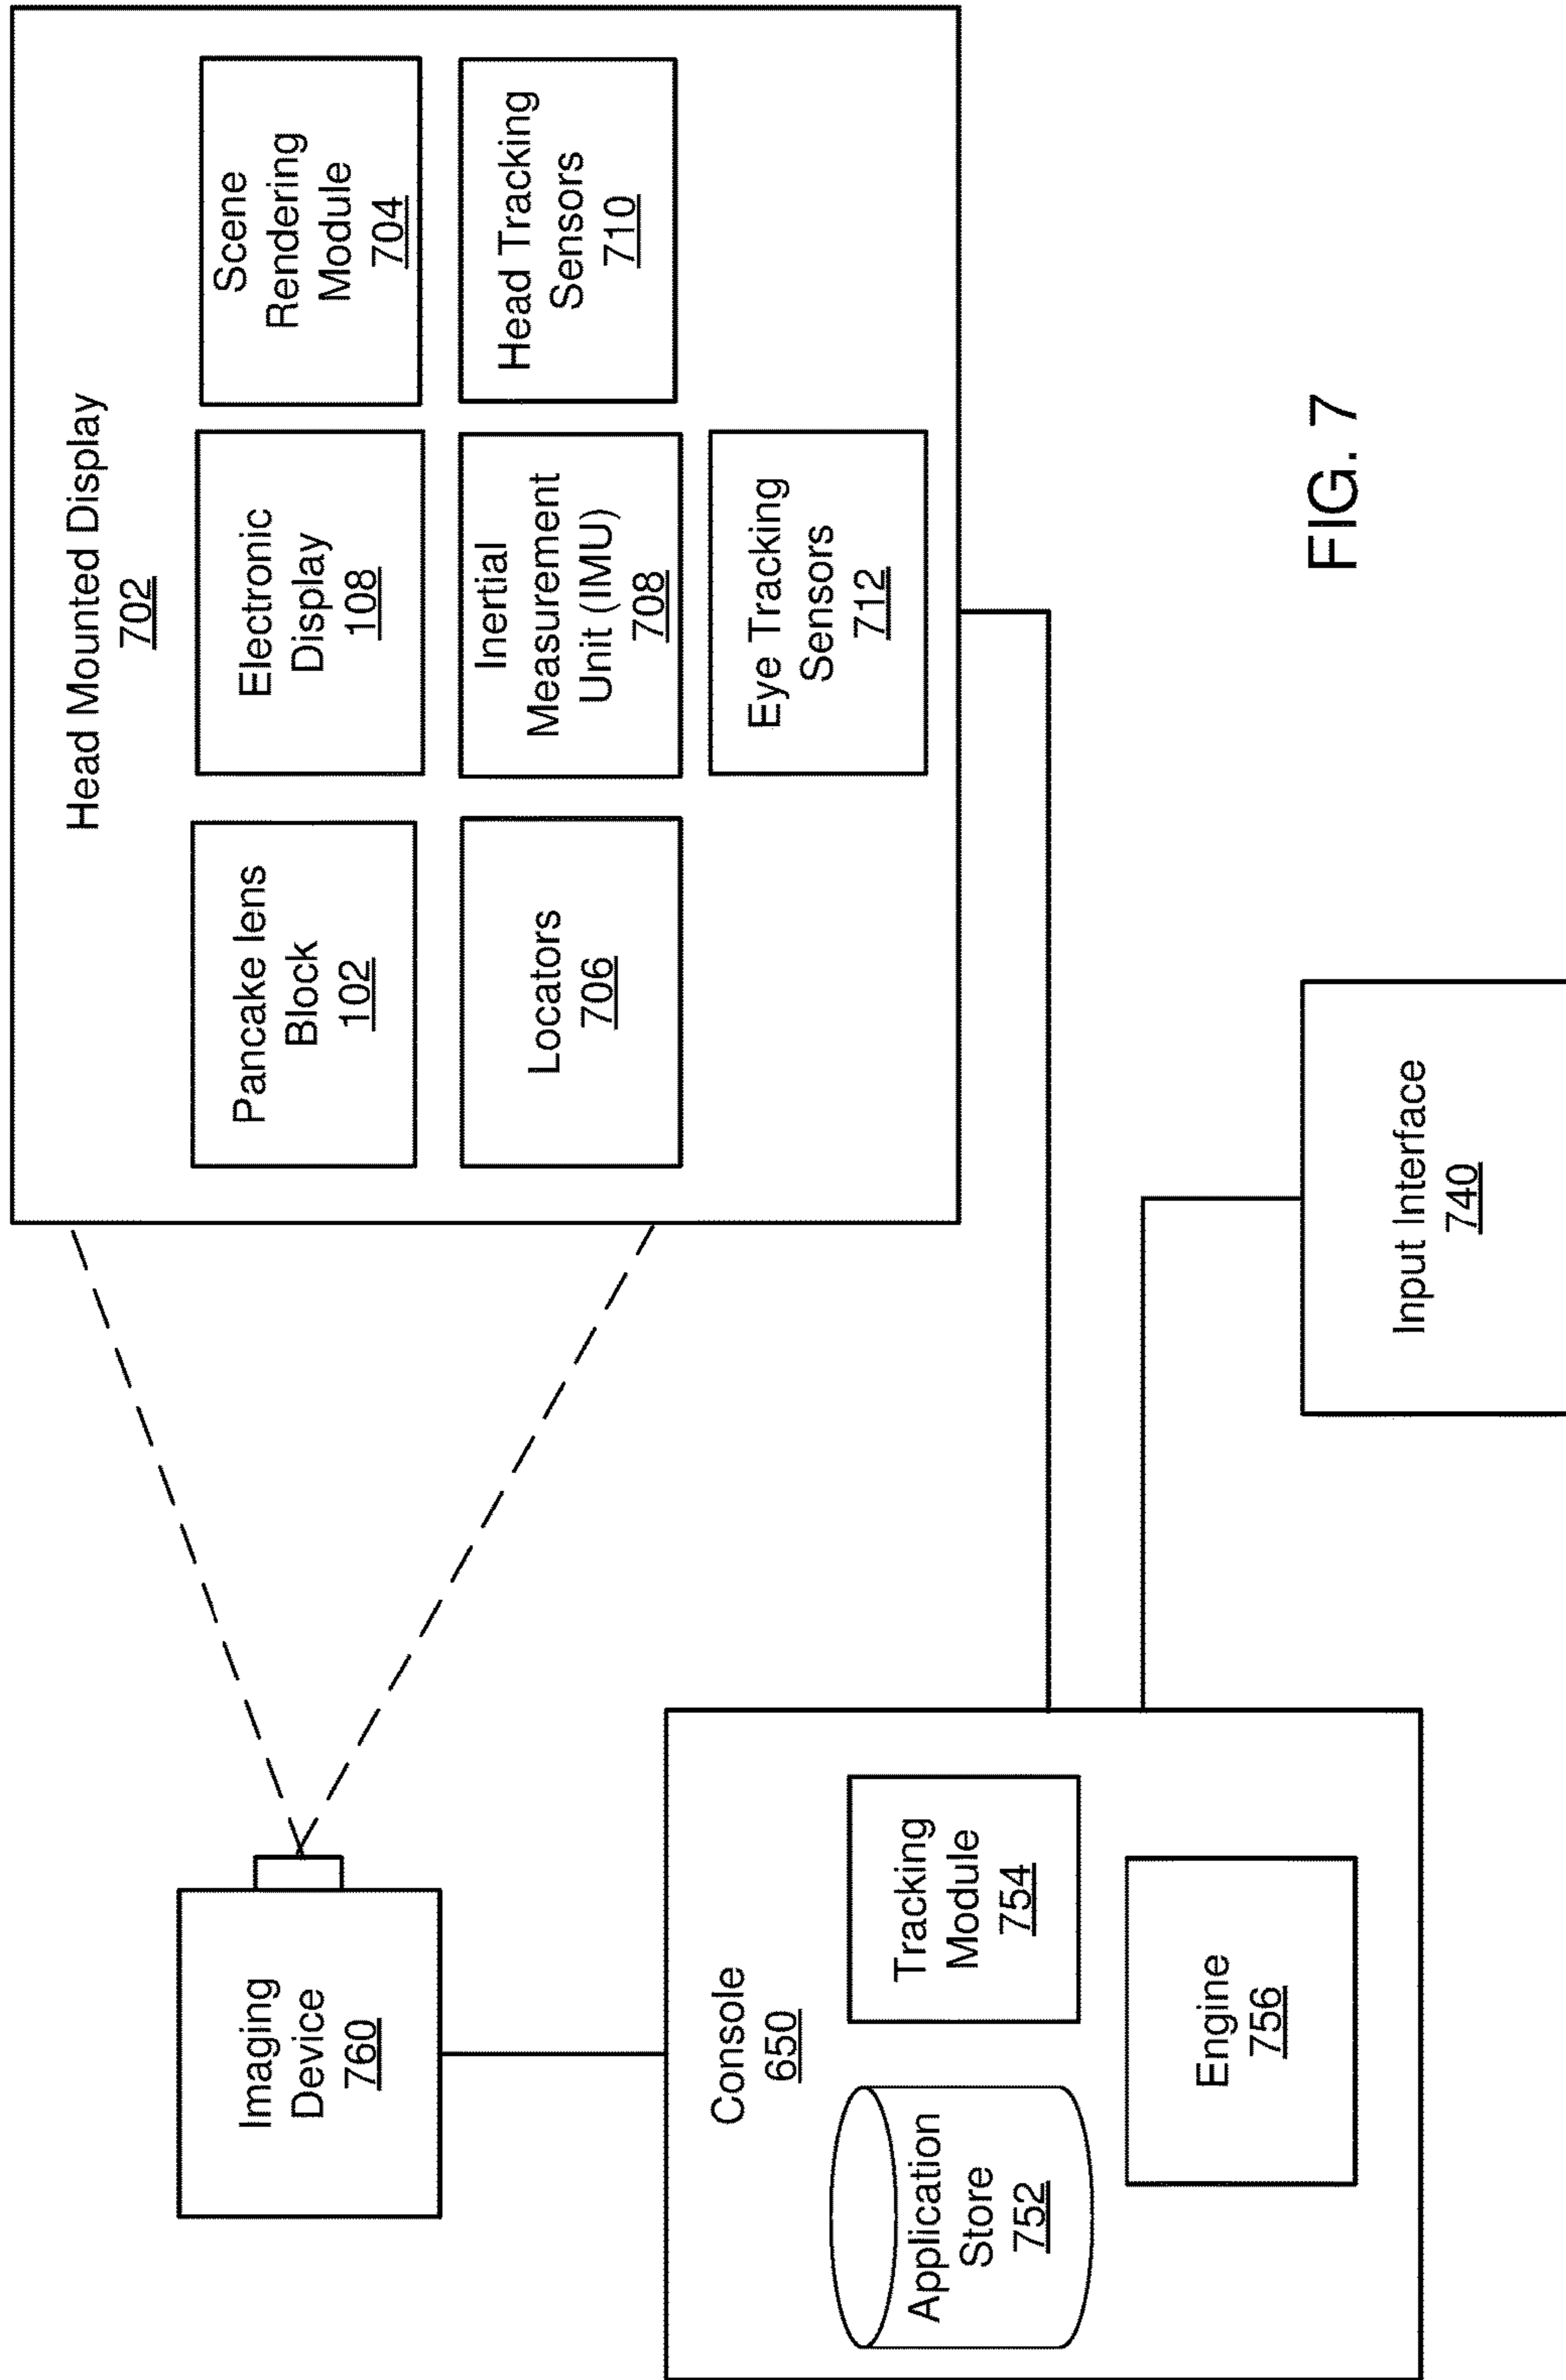 Imaging
Device
760
Head Mounted Display
702
Pancake lens
Block
102
Electronic
Display
108
Scene
Rendering
Module
704
Locators
706
Inertial
Measurement
Unit (IMU)
708
Head Tracking
Sensors
710
Eye Tracking
Sensors
712
Console
650
Application
Store
752
Tracking
Module
754
Engine
756
Input Interface
740
FIG. 7